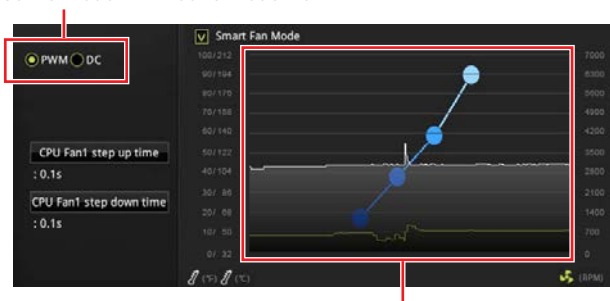 Smart Fan Mode
PWM DC
100/212 7000
90/194 6300
80/176 5600
70/158 4900
60/140 4200
50/122 3500
40/104 2800
30/ 86 2100
20/ 68 1400
10/ 50 700
0/ 32 0
CPU Fan1 step up time
: 0.1s
CPU Fan1 step down time
: 0.1s
(°F) (°C) (RPM)